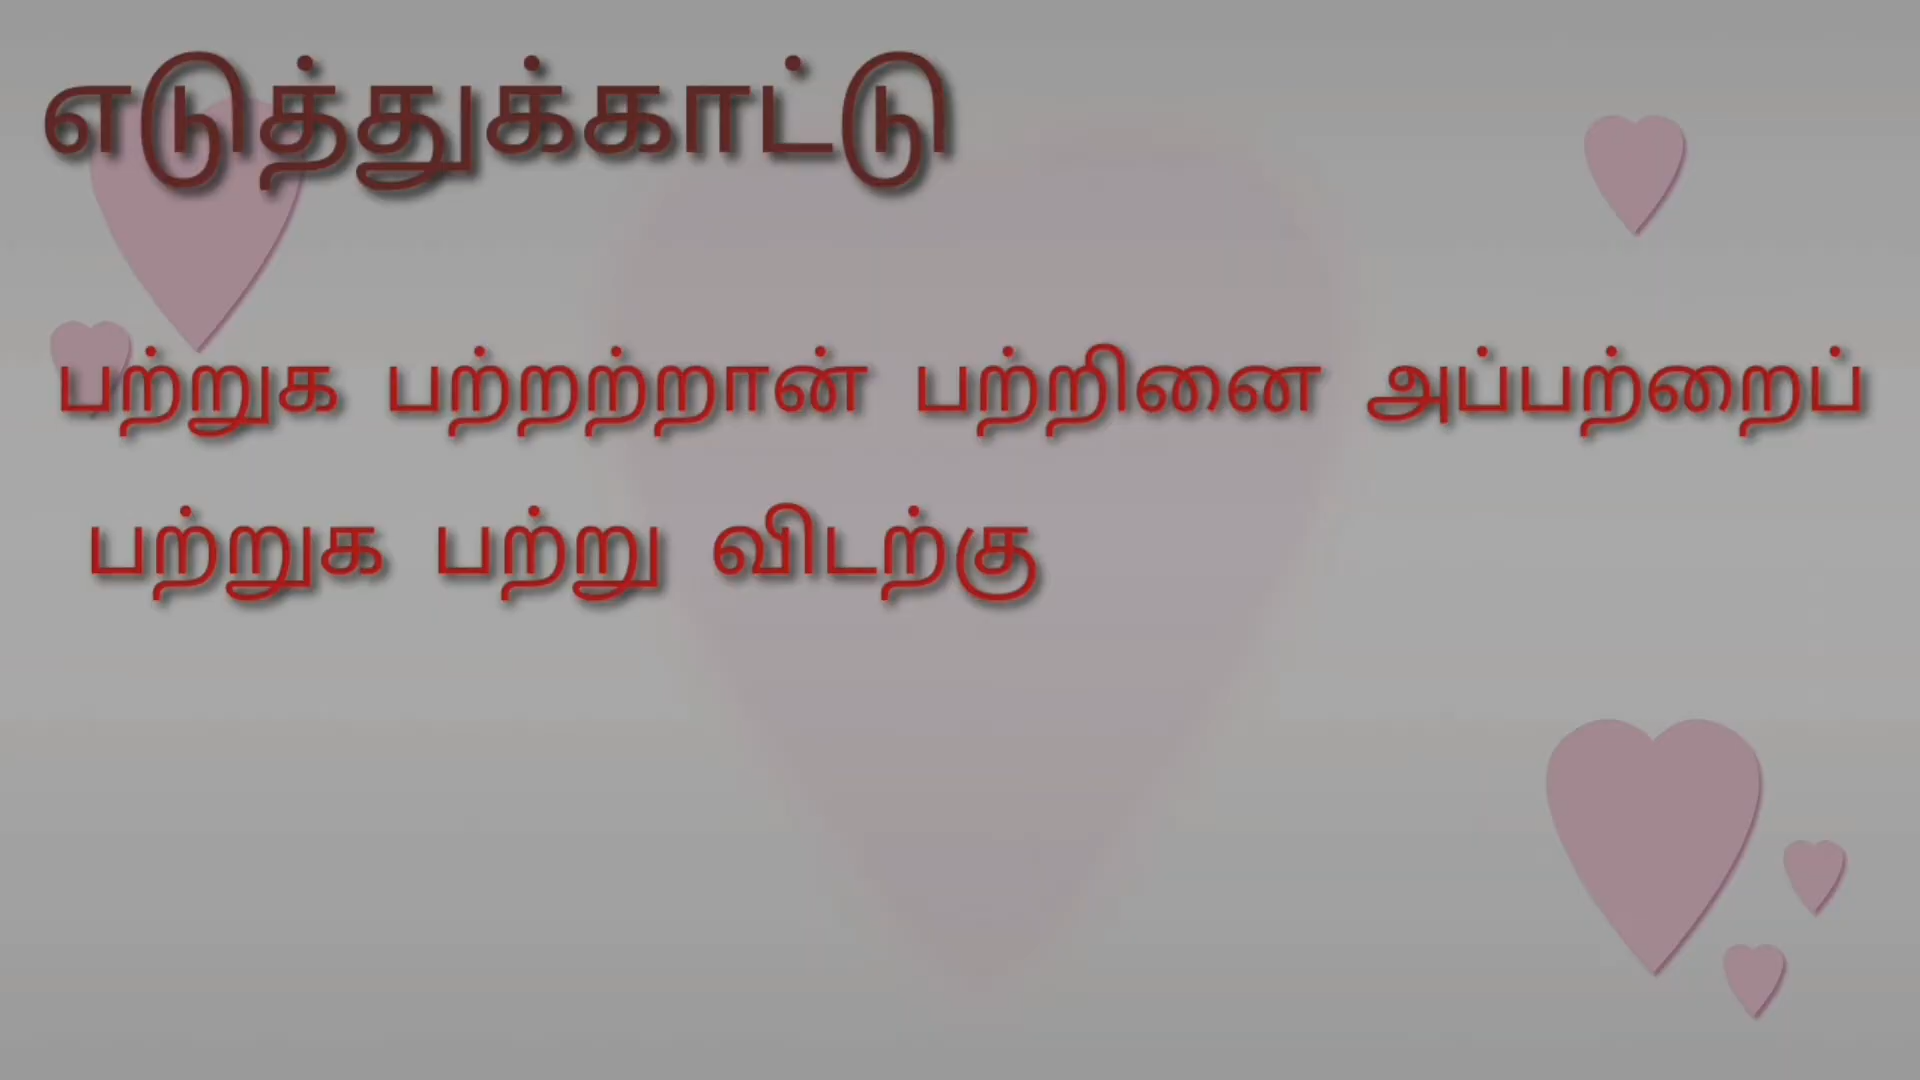 எடுத்துக்காட்டு
பற்றுக பற்றற்றான் பற்றினை அப்பற்றைப்
பற்றுக பற்று விடற்கு